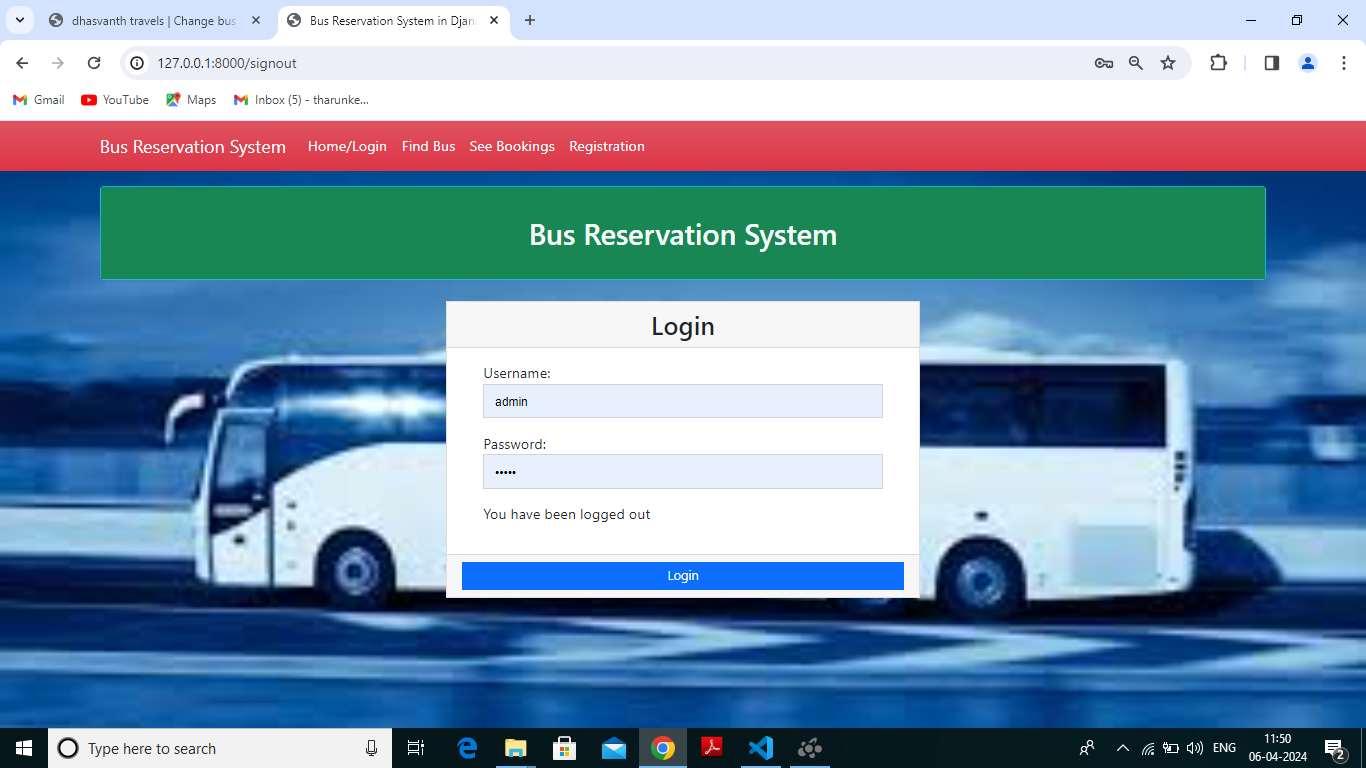 dhasvanth travels | Change bus
Bus Reservation System in Djan
127.0.0.1:8000/signout
Gmail YouTube Maps Inbox (5) - tharunke...
Bus Reservation System Home/Login Find Bus See Bookings Registration
Bus Reservation System
Login
Username:
admin
Password:
•••••
You have been logged out
Login
Type here to search
ENG
11:50
06-04-2024
2